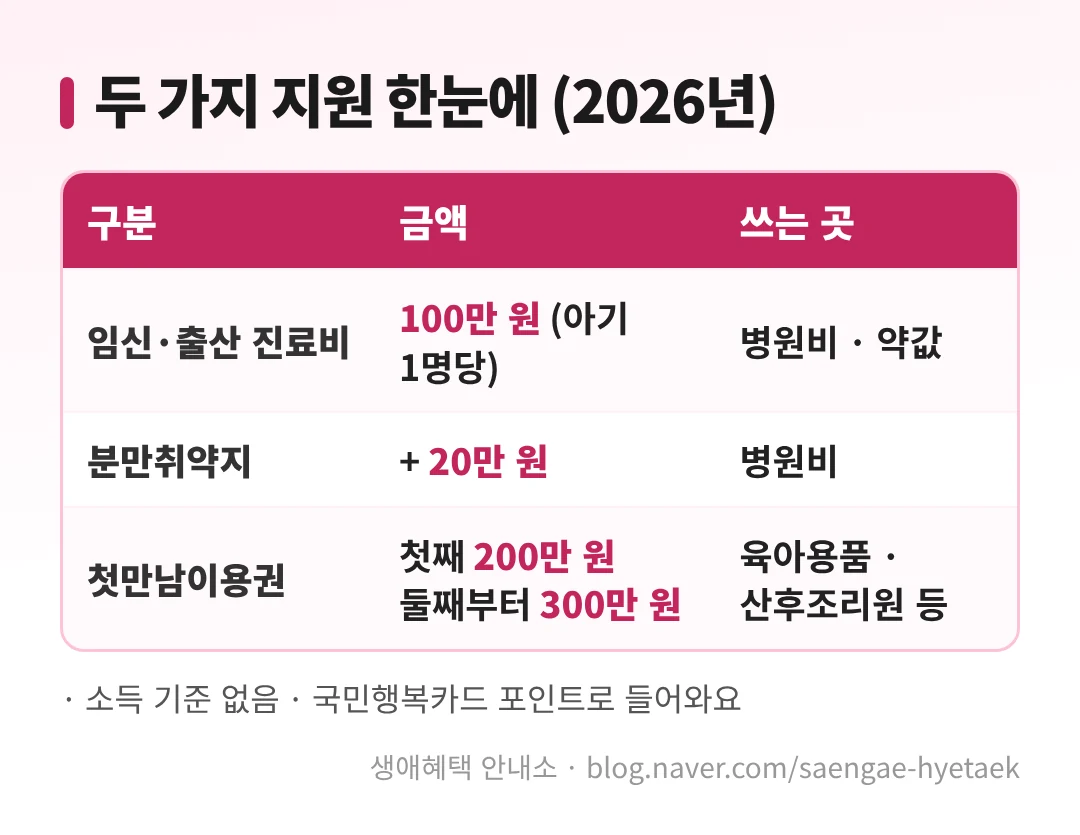 두 가지 지원 한눈에 (2026년)
구분 금액 쓰는 곳
임신·출산 진료비 100만 원 (아기 1명당) 병원비 · 약값
분만취약지 + 20만 원 병원비
첫만남이용권 첫째 200만 원 둘째부터 300만 원 육아용품 · 산후조리원 등
· 소득 기준 없음 · 국민행복카드 포인트로 들어와요
생애혜택 안내소 · blog.naver.com/saengae-hyetaek